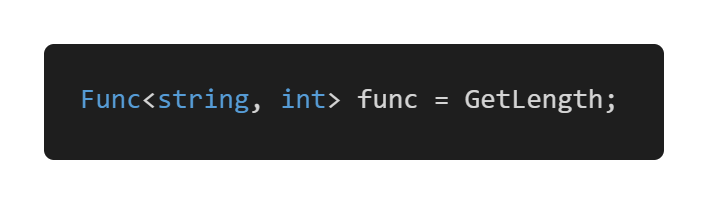 Func<string, int> func = GetLength;